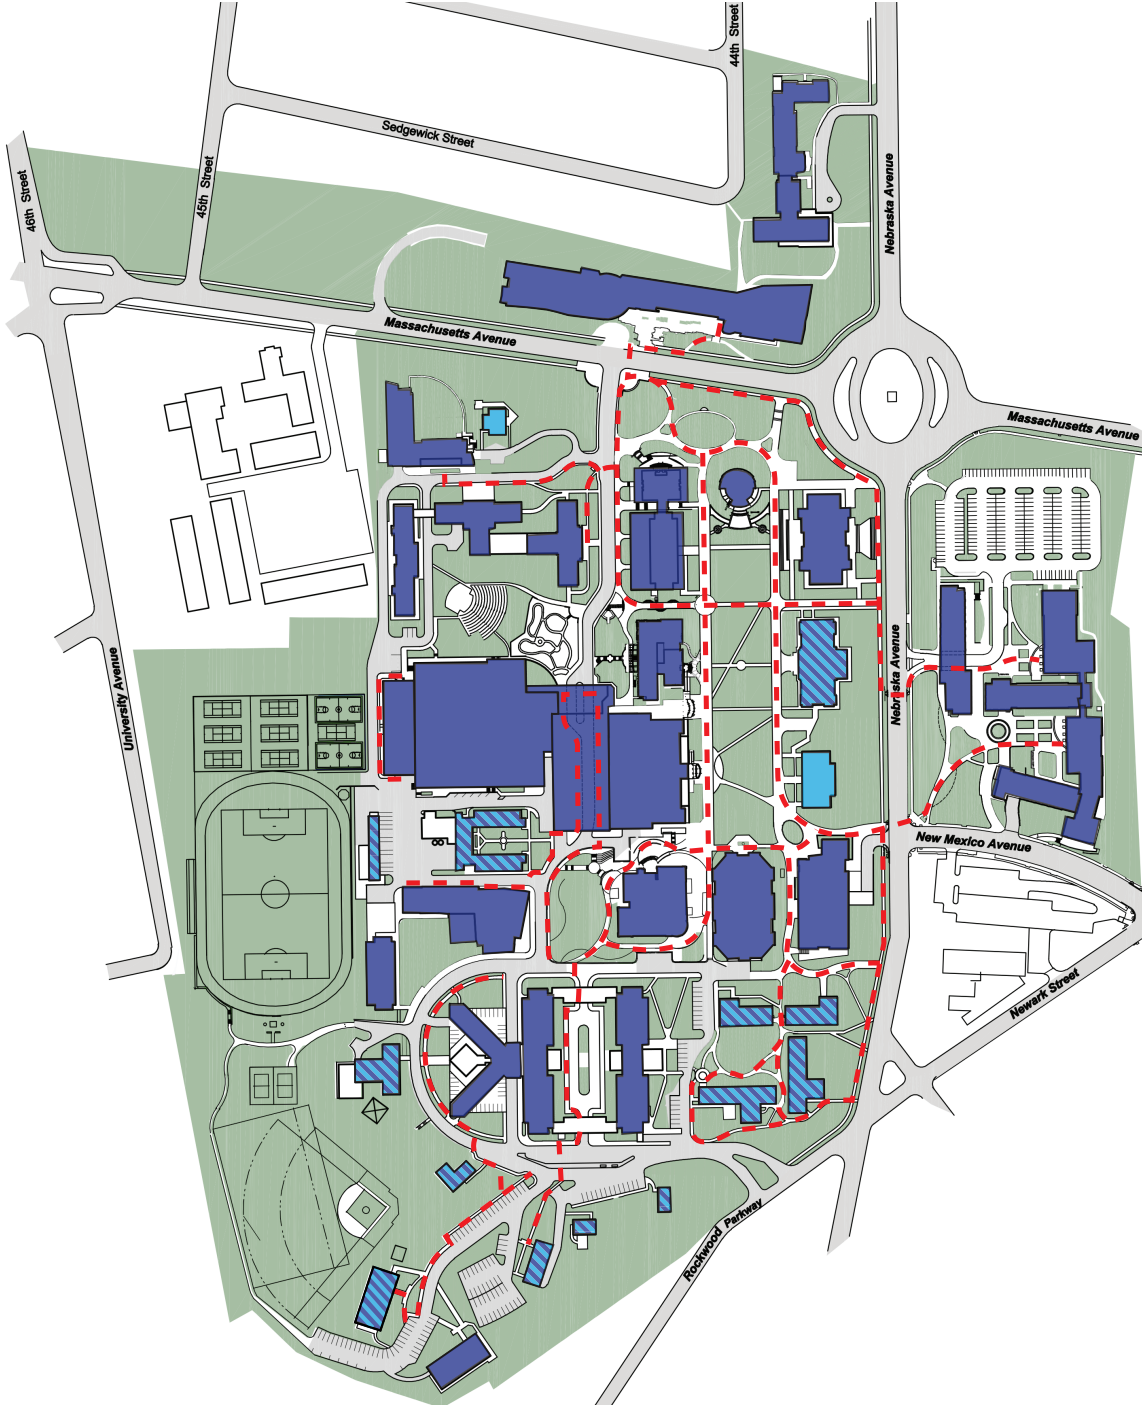 44th Street
Sedgewick Street
45th Street
46th Street
Nebraska Avenue
Massachusetts Avenue
Massachusetts Avenue
University Avenue
Nebraska Avenue
New Mexico Avenue
Newark Street
Rockwood Parkway